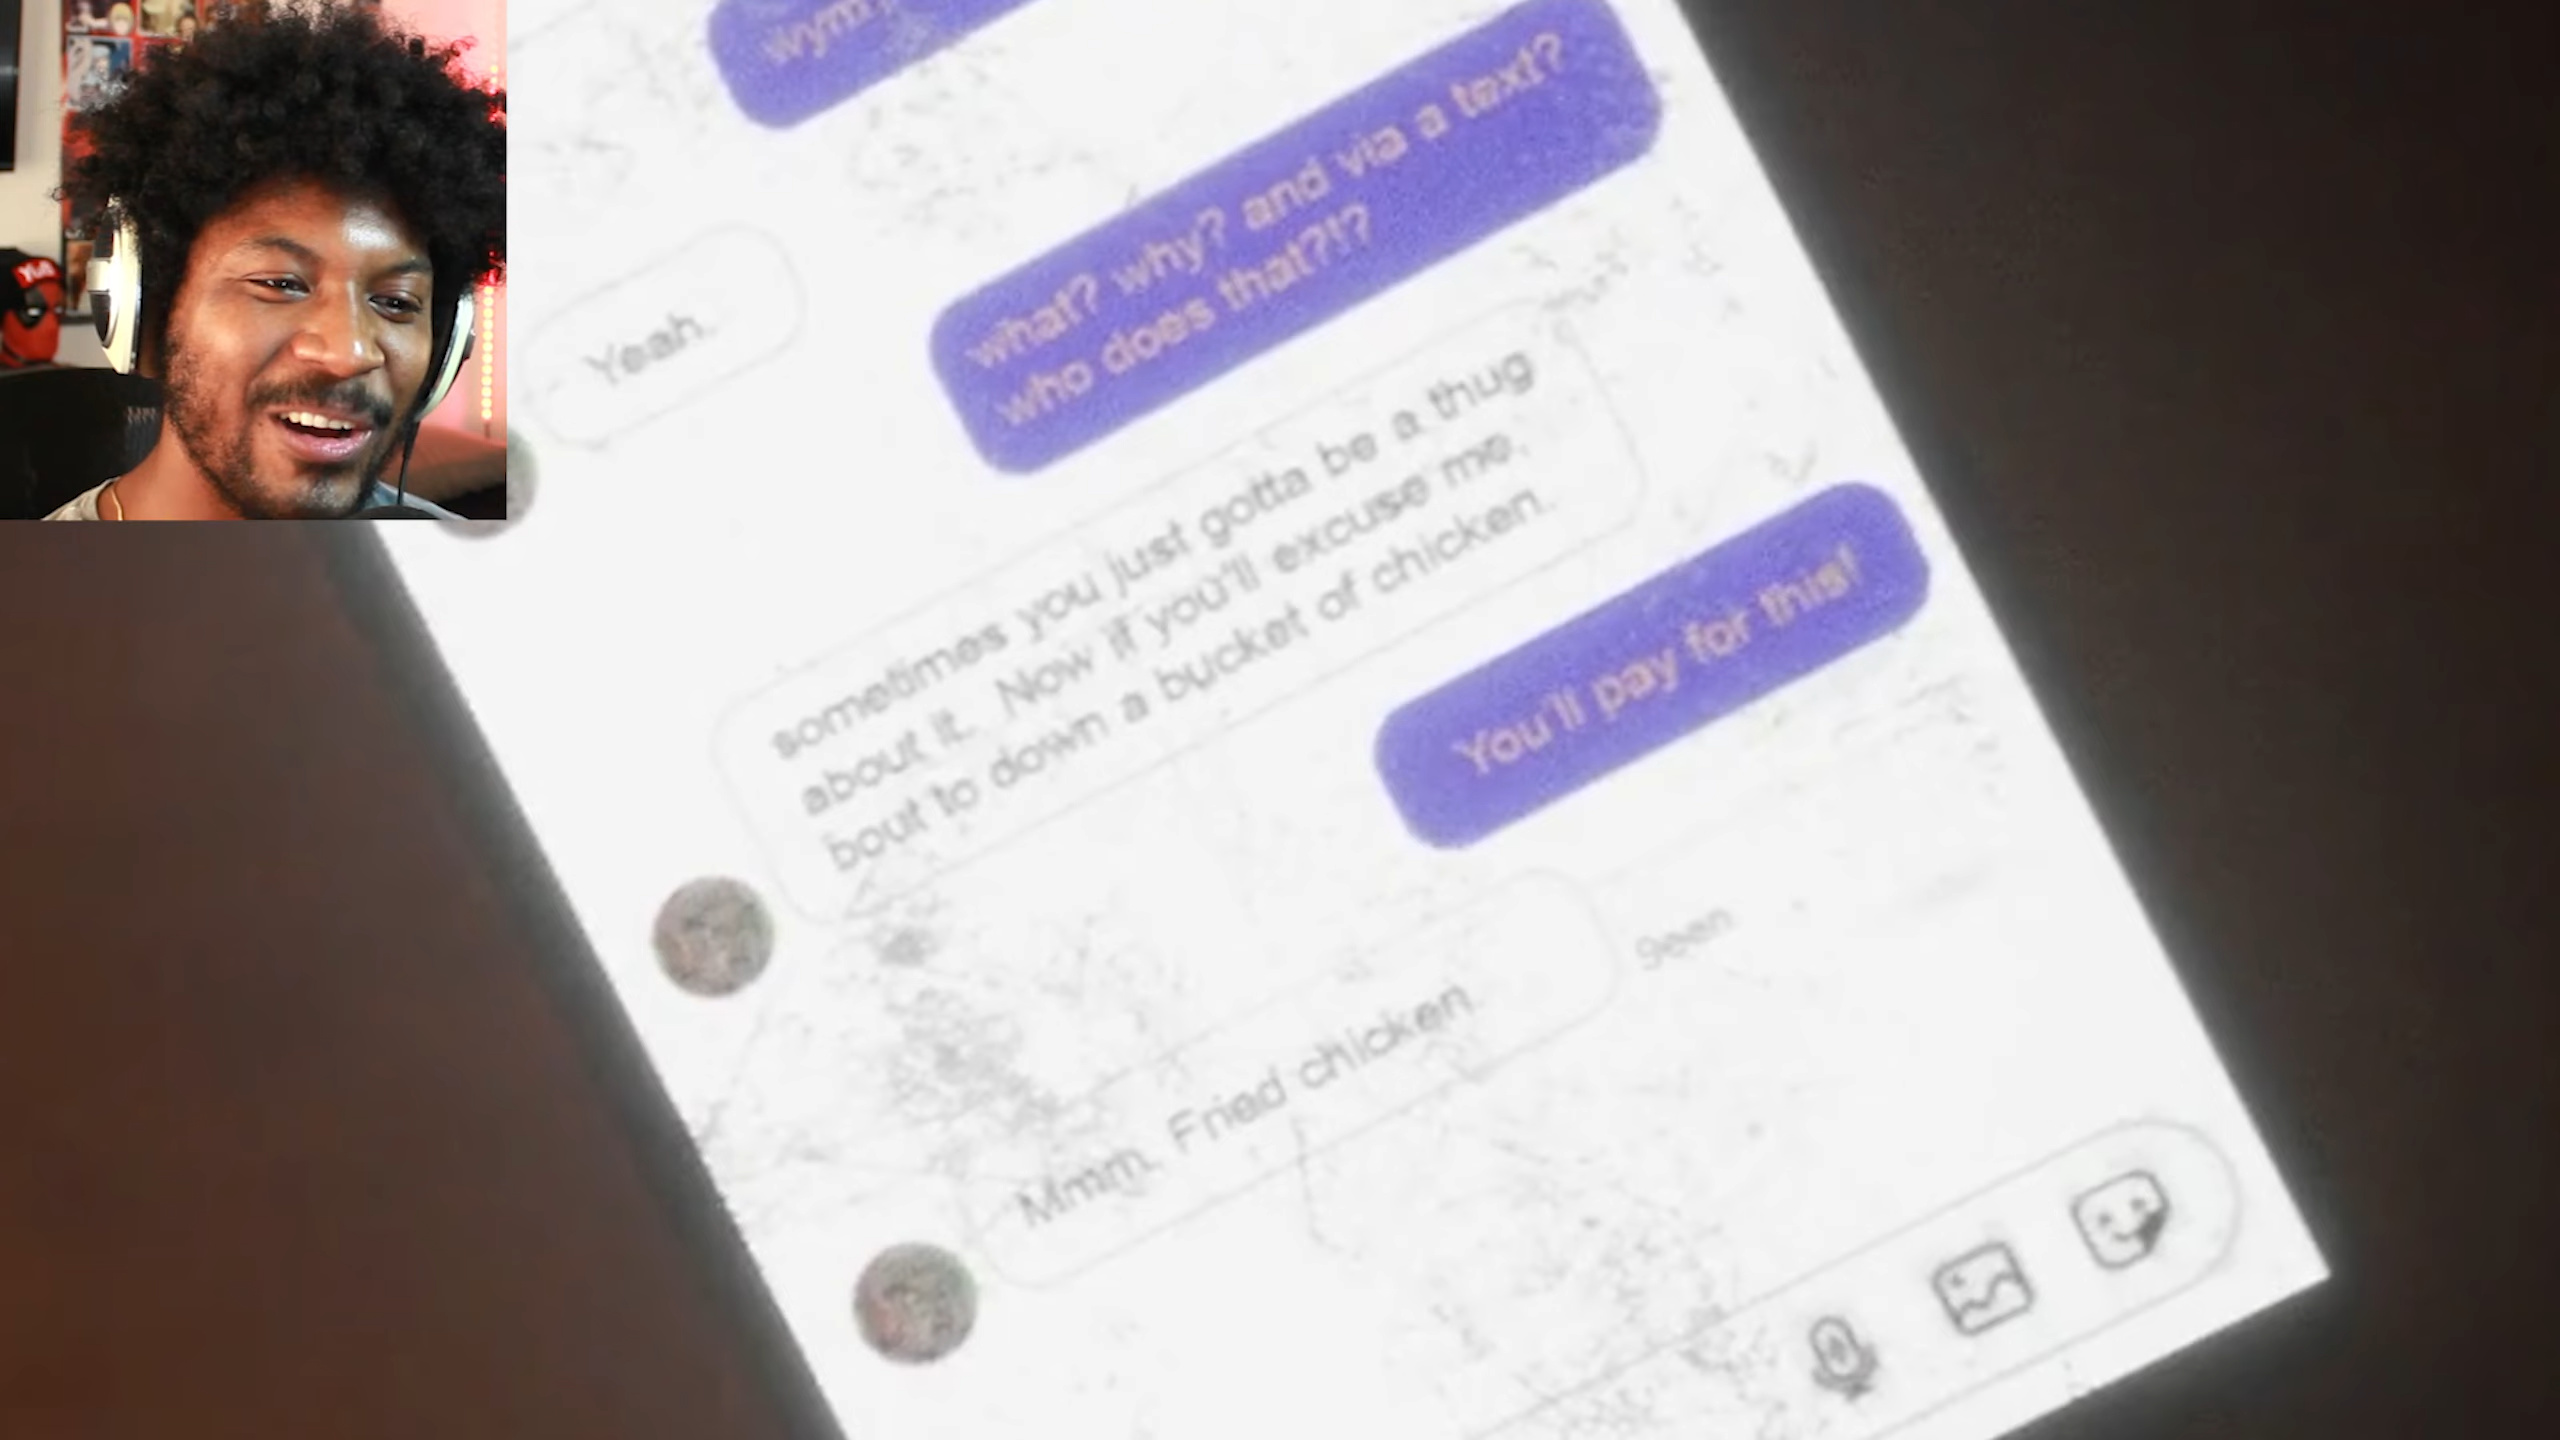 wym?
Yeah.
what? why? and via a text?
who does that?!?
sometimes you just gotta be a thug
about it. Now if you'll excuse me.
bout to down a bucket of chicken.
You'll pay for this!
Seen
Mmm. Fried chicken.